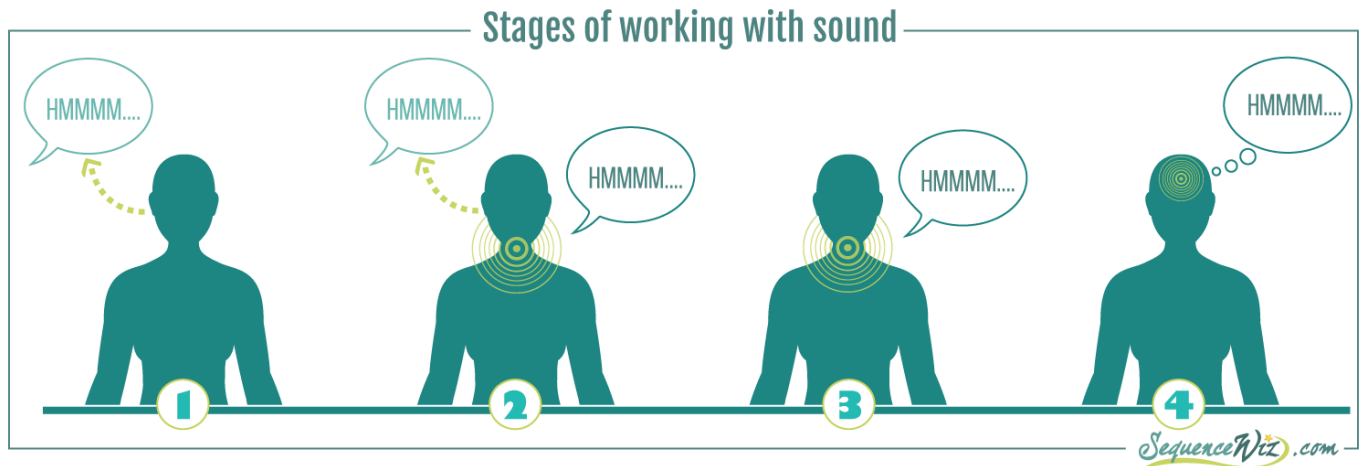 Stages of working with sound
HMMMM....
HMMMM....
HMMMM....
HMMMM....
HMMMM....
1
2
3
4
SequenceWiz.com